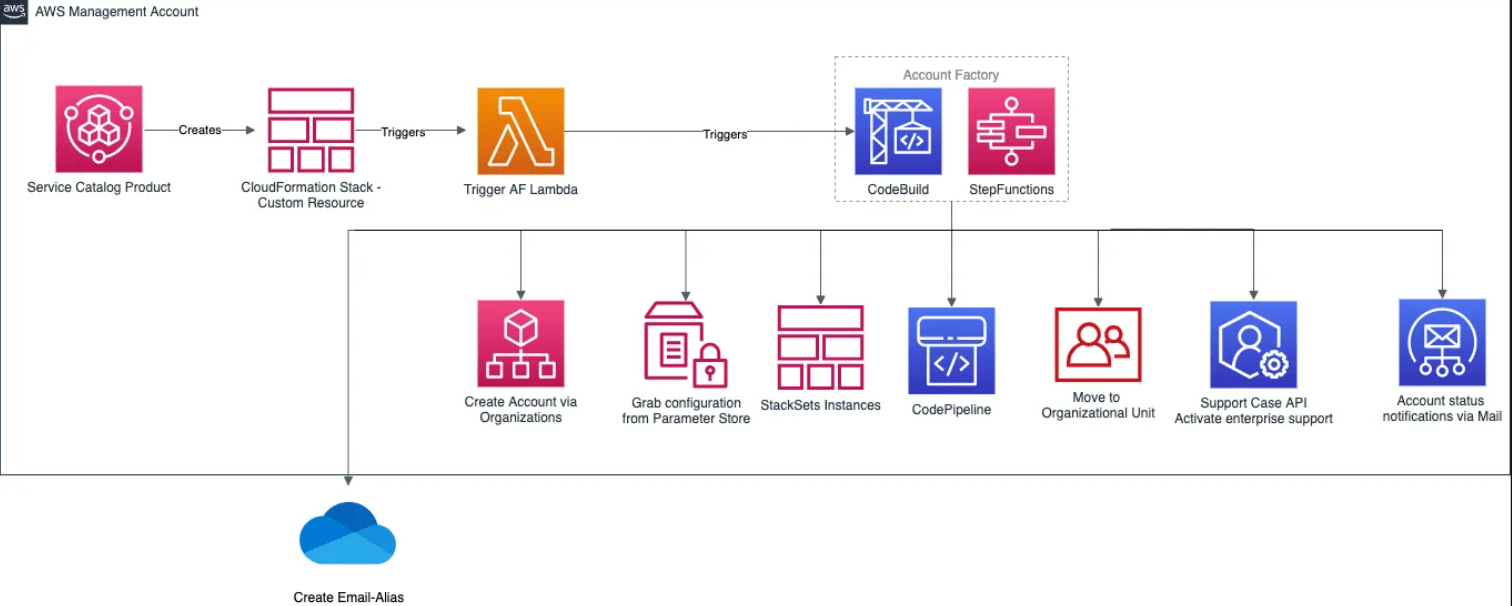 aws
AWS Management Account
Account Factory
Creates
Triggers
Triggers
Service Catalog Product
CloudFormation Stack -
Custom Resource
Trigger AF Lambda
CodeBuild
StepFunctions
Create Account via
Organizations
Grab configuration
from Parameter Store
StackSets Instances
CodePipeline
Move to
Organizational Unit
Support Case API
Activate enterprise support
Account status
notifications via Mail
Create Email-Alias